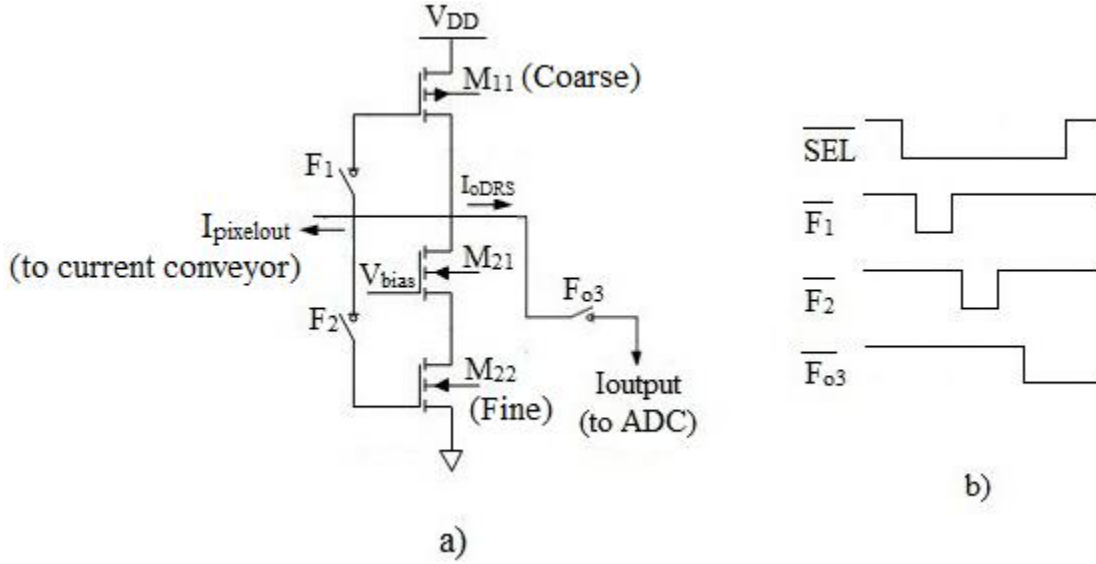 VDD
M11 (Coarse)
F1
IoDRS
Ipixelout
(to current conveyor)
M21
Vbias
Fo3
F2
M22
(Fine)
Ioutput
(to ADC)
a)
SEL
F1
F2
Fo3
b)